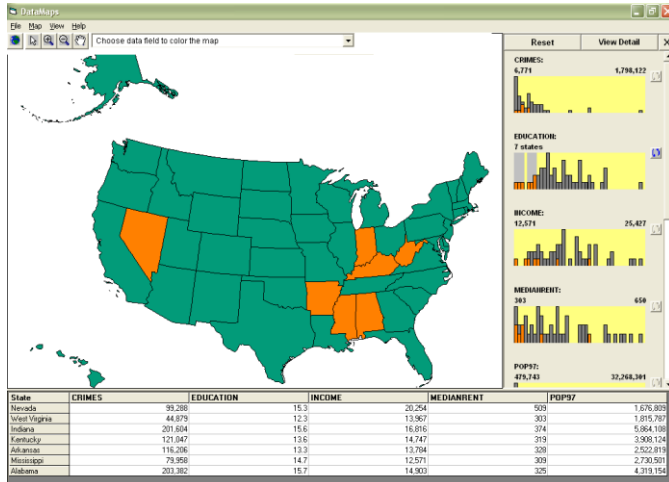 DataMaps
File Map View Help
Choose data field to color the map
Reset View Detail X
CRIMES:
6,771 1,798,122
EDUCATION:
7 states
INCOME:
12,571 25,427
MEDIANRENT:
303 650
POP97:
479,743 32,268,301
State CRIMES EDUCATION INCOME MEDIANRENT POP97
Nevada 99,288 15.3 20,254 509 1,676,809
West Virginia 44,879 12.3 13,967 303 1,815,787
Indiana 201,604 15.6 16,816 374 5,864,108
Kentucky 121,047 13.6 14,747 319 3,908,124
Arkansas 116,206 13.3 13,784 328 2,522,819
Mississippi 79,958 14.7 12,571 309 2,730,501
Alabama 203,382 15.7 14,903 325 4,319,154